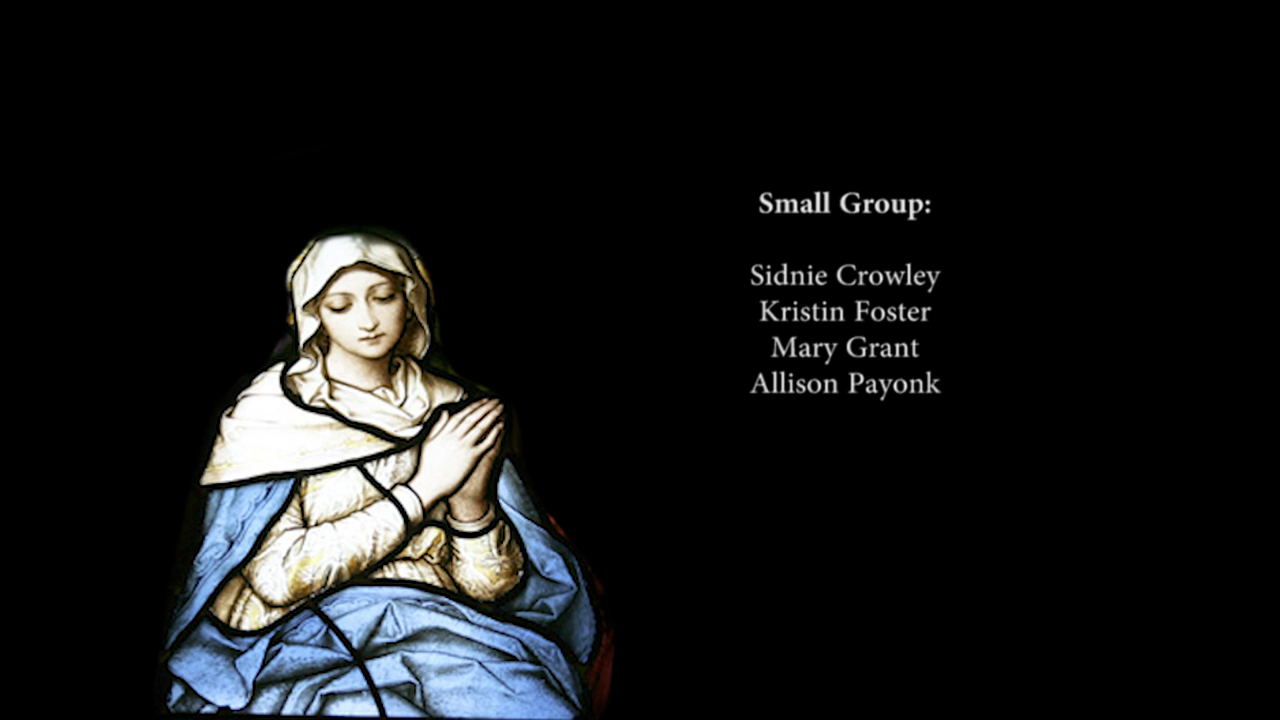 Small Group:
Sidnie Crowley
Kristin Foster
Mary Grant
Allison Payonk